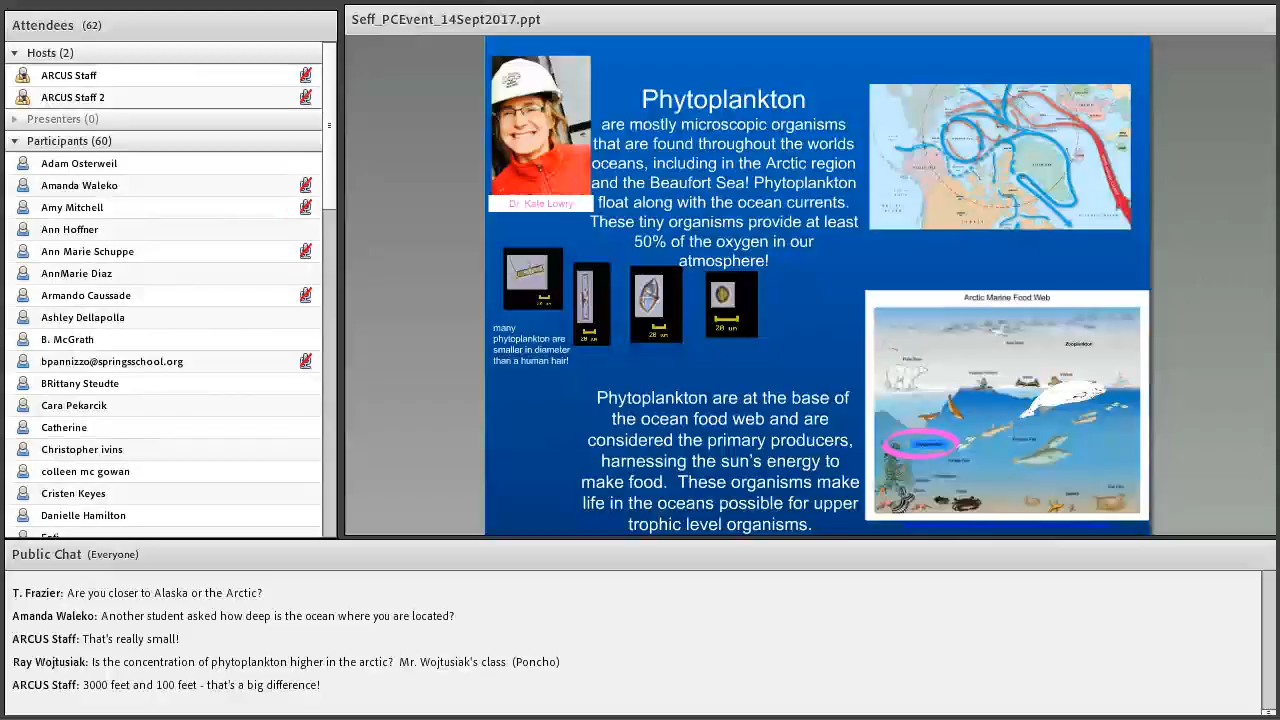 Attendees (62)
Hosts (2)
ARCUS Staff
ARCUS Staff 2
Presenters (0)
Participants (60)
Adam Osterweil
Amanda Waleko
Amy Mitchell
Ann Hoffner
Ann Marie Schuppe
AnnMarie Diaz
Armando Caussade
Ashley Dellapolla
B. McGrath
bpannizzo@springsschool.org
BRittany Steudte
Cara Pekarcik
Catherine
Christopher ivins
colleen mc gowan
Cristen Keyes
Danielle Hamilton
Seff_PCEvent_14Sept2017.ppt
Dr. Kate Lowry
Phytoplankton
are mostly microscopic organisms
that are found throughout the worlds
oceans, including in the Arctic region
and the Beaufort Sea! Phytoplankton
float along with the ocean currents.
These tiny organisms provide at least
50% of the oxygen in our
atmosphere!
20 um
20 um
20 um
many
phytoplankton are
smaller in diameter
than a human hair!
Phytoplankton are at the base of
the ocean food web and are
considered the primary producers,
harnessing the sun's energy to
make food. These organisms make
life in the oceans possible for upper
trophic level organisms.
Arctic Marine Food Web
Zooplankton
Public Chat (Everyone)
T. Frazier: Are you closer to Alaska or the Arctic?
Amanda Waleko: Another student asked how deep is the ocean where you are located?
ARCUS Staff: That's really small!
Ray Wojtusiak: Is the concentration of phytoplankton higher in the arctic? Mr. Wojtusiak's class (Poncho)
ARCUS Staff: 3000 feet and 100 feet - that's a big difference!